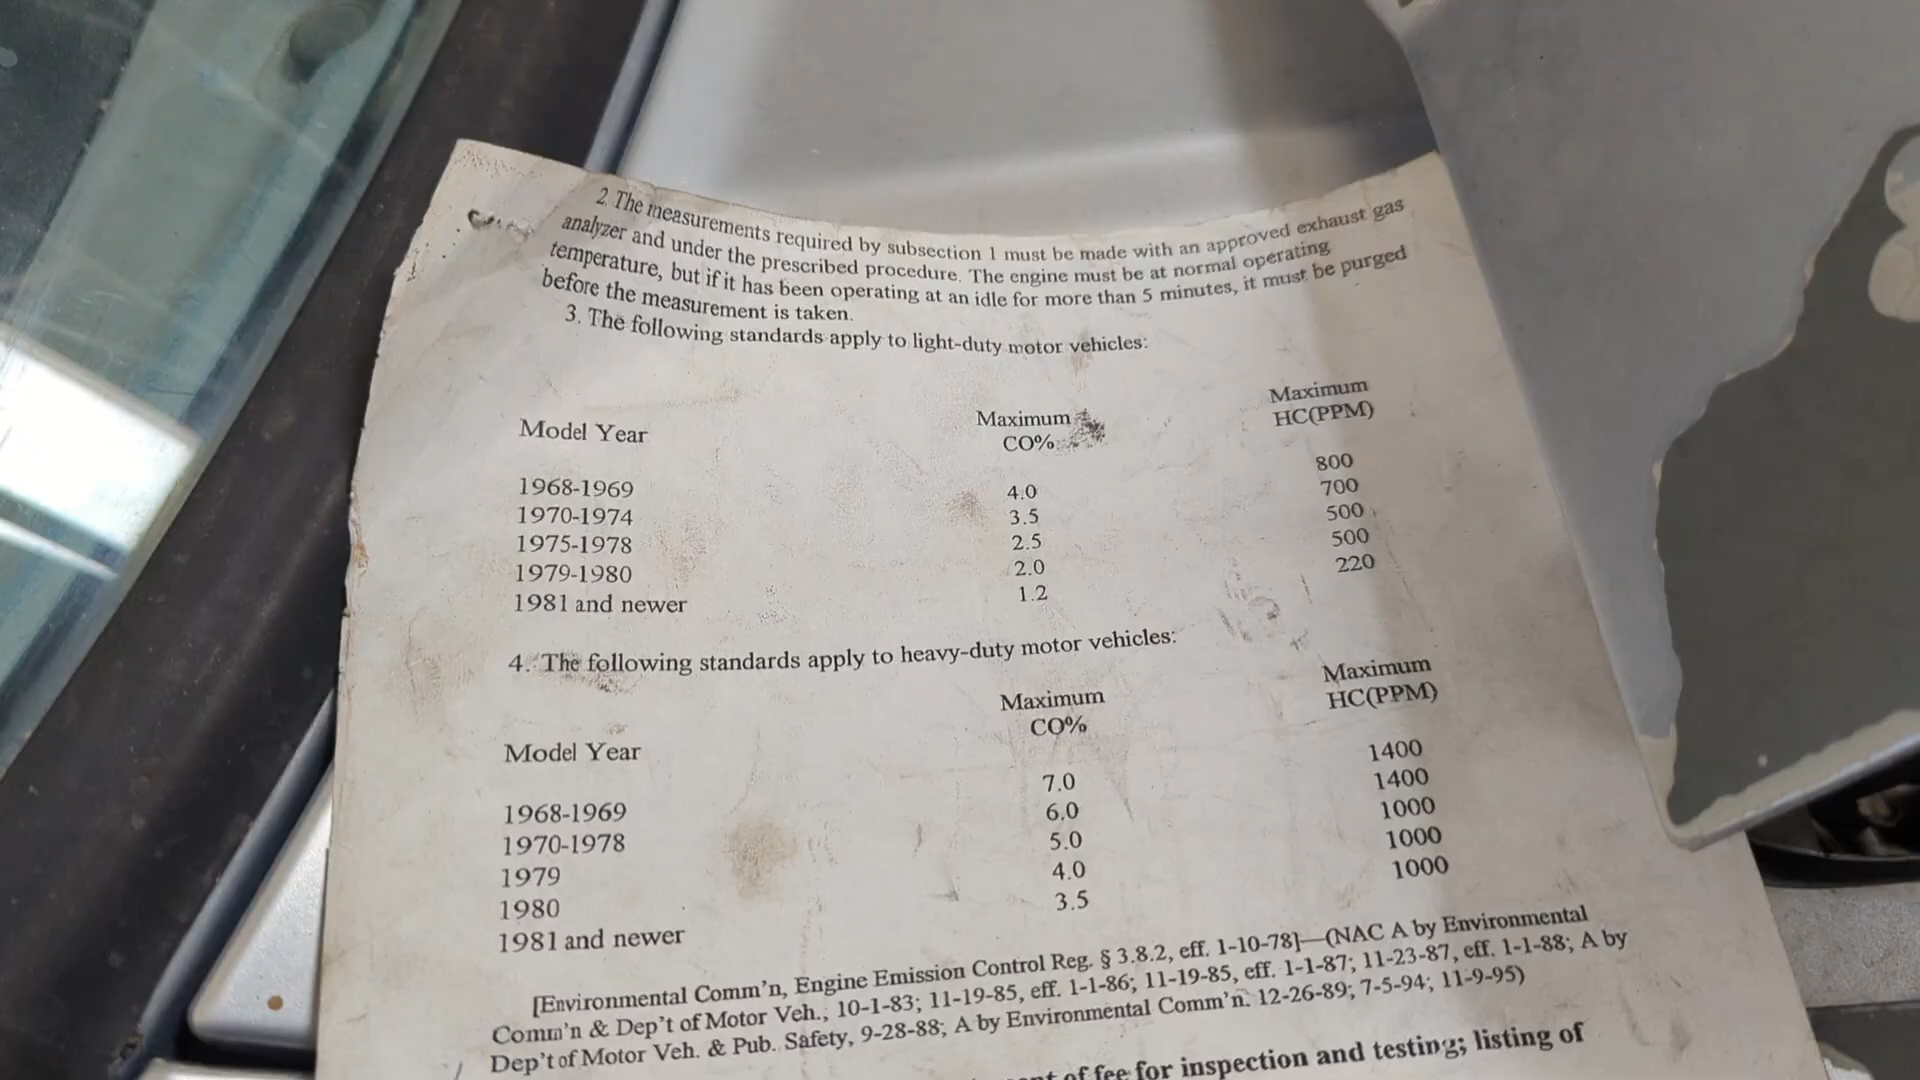 2. The measurements required by subsection 1 must be made with an approved exhaust gas
analyzer and under the prescribed procedure. The engine must be at normal operating
temperature, but if it has been operating at an idle for more than 5 minutes, it must be purged
before the measurement is taken.
3. The following standards apply to light-duty motor vehicles:
Model Year Maximum CO% Maximum HC(PPM)
1968-1969 4.0 800
1970-1974 3.5 700
1975-1978 2.5 500
1979-1980 2.0 500
1981 and newer 1.2 220
4. The following standards apply to heavy-duty motor vehicles:
Model Year Maximum CO% Maximum HC(PPM)
1968-1969 7.0 1400
1970-1978 6.0 1400
1979 5.0 1000
1980 4.0 1000
1981 and newer 3.5 1000
[Environmental Comm'n, Engine Emission Control Reg. § 3.8.2, eff. 1-10-78]—(NAC A by Environmental
Comm'n & Dep't of Motor Veh., 10-1-83; 11-19-85, eff. 1-1-86; 11-19-85, eff. 1-1-87; 11-23-87, eff. 1-1-88; A by
Dep't of Motor Veh. & Pub. Safety, 9-28-88; A by Environmental Comm'n. 12-26-89; 7-5-94; 11-9-95)
of fee for inspection and testing; listing of